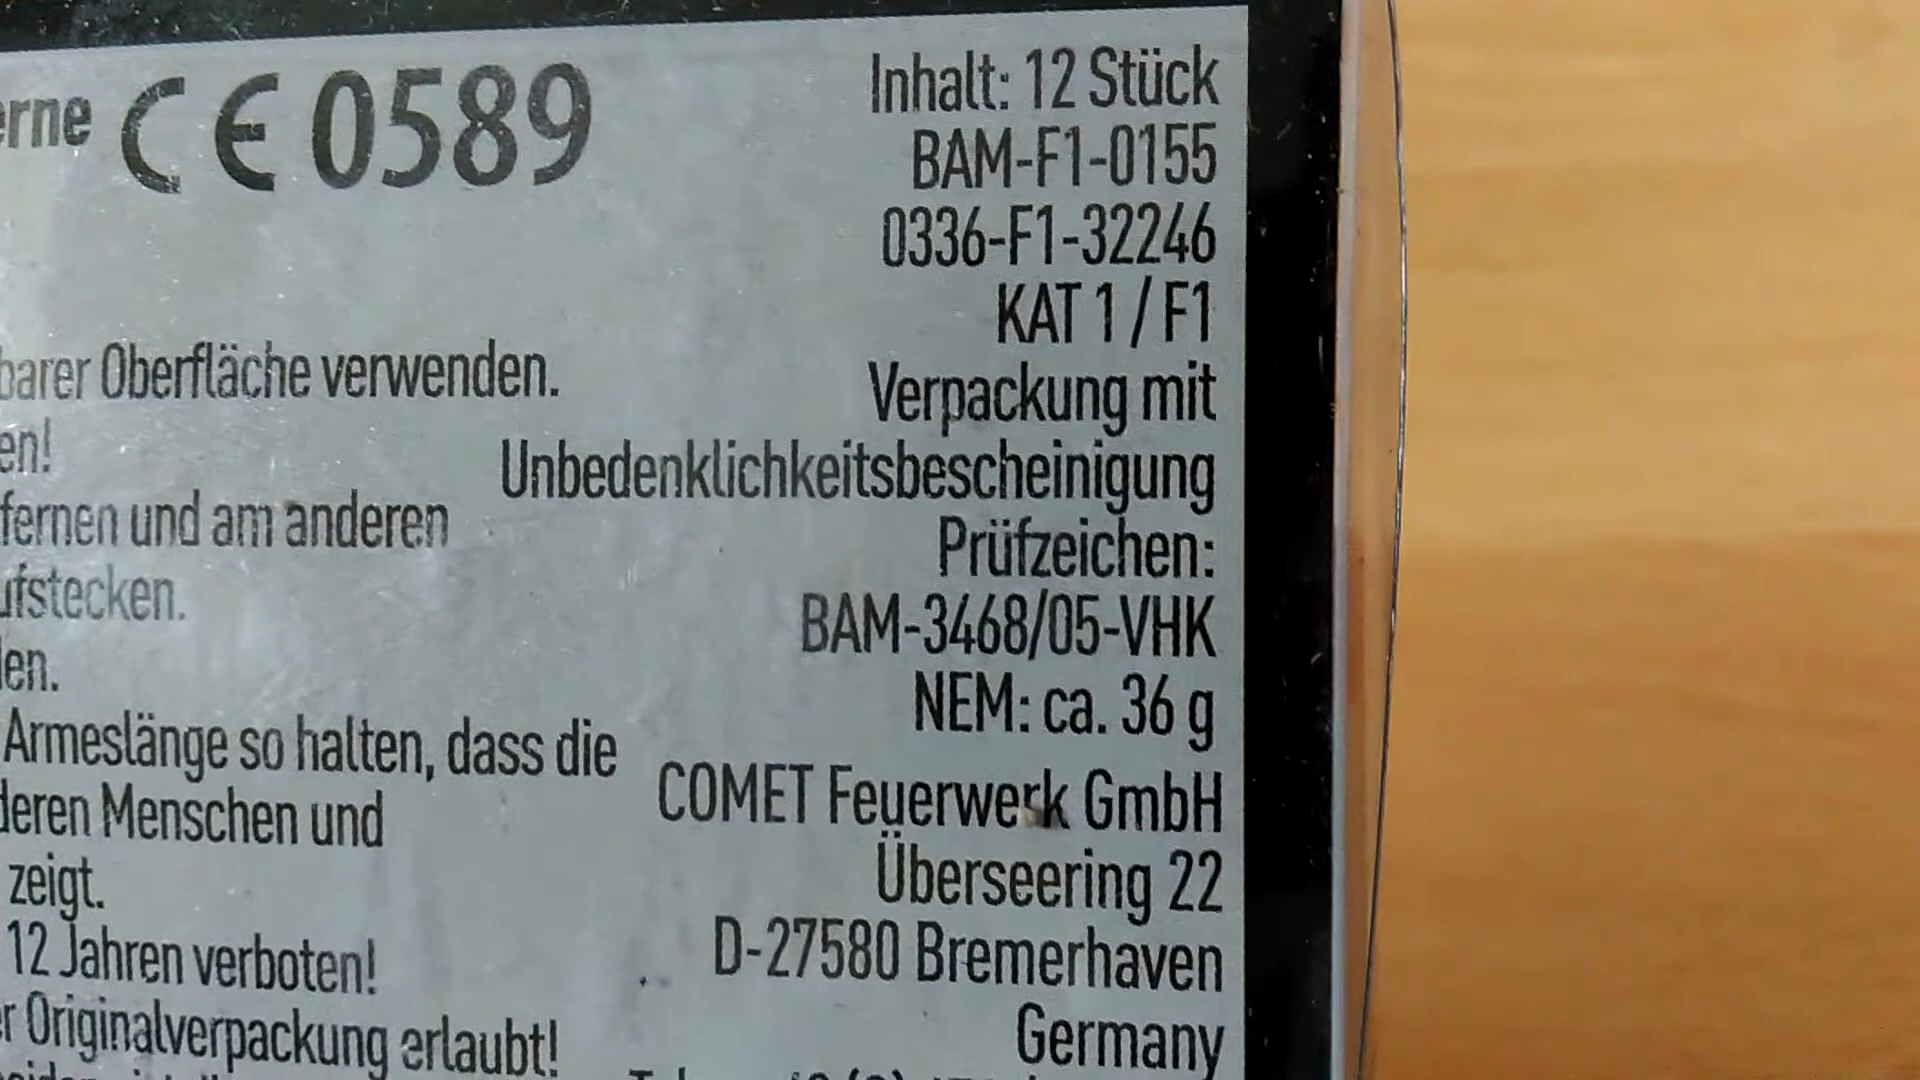 erne CE 0589
barer Oberfläche verwenden.
en!
fernen und am anderen
ufstecken.
len.
Armeslänge so halten, dass die
deren Menschen und
zeigt.
12 Jahren verboten!
r Originalverpackung erlaubt!
Inhalt: 12 Stück
BAM-F1-0155
0336-F1-32246
KAT 1 / F1
Verpackung mit
Unbedenklichkeitsbescheinigung
Prüfzeichen:
BAM-3468/05-VHK
NEM: ca. 36 g
COMET Feuerwerk GmbH
Überseering 22
D-27580 Bremerhaven
Germany